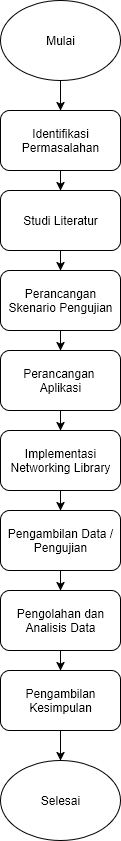 Mulai
Identifikasi
Permasalahan
Studi Literatur
Perancangan
Skenario Pengujian
Perancangan
Aplikasi
Implementasi
Networking Library
Pengambilan Data /
Pengujian
Pengolahan dan
Analisis Data
Pengambilan
Kesimpulan
Selesai